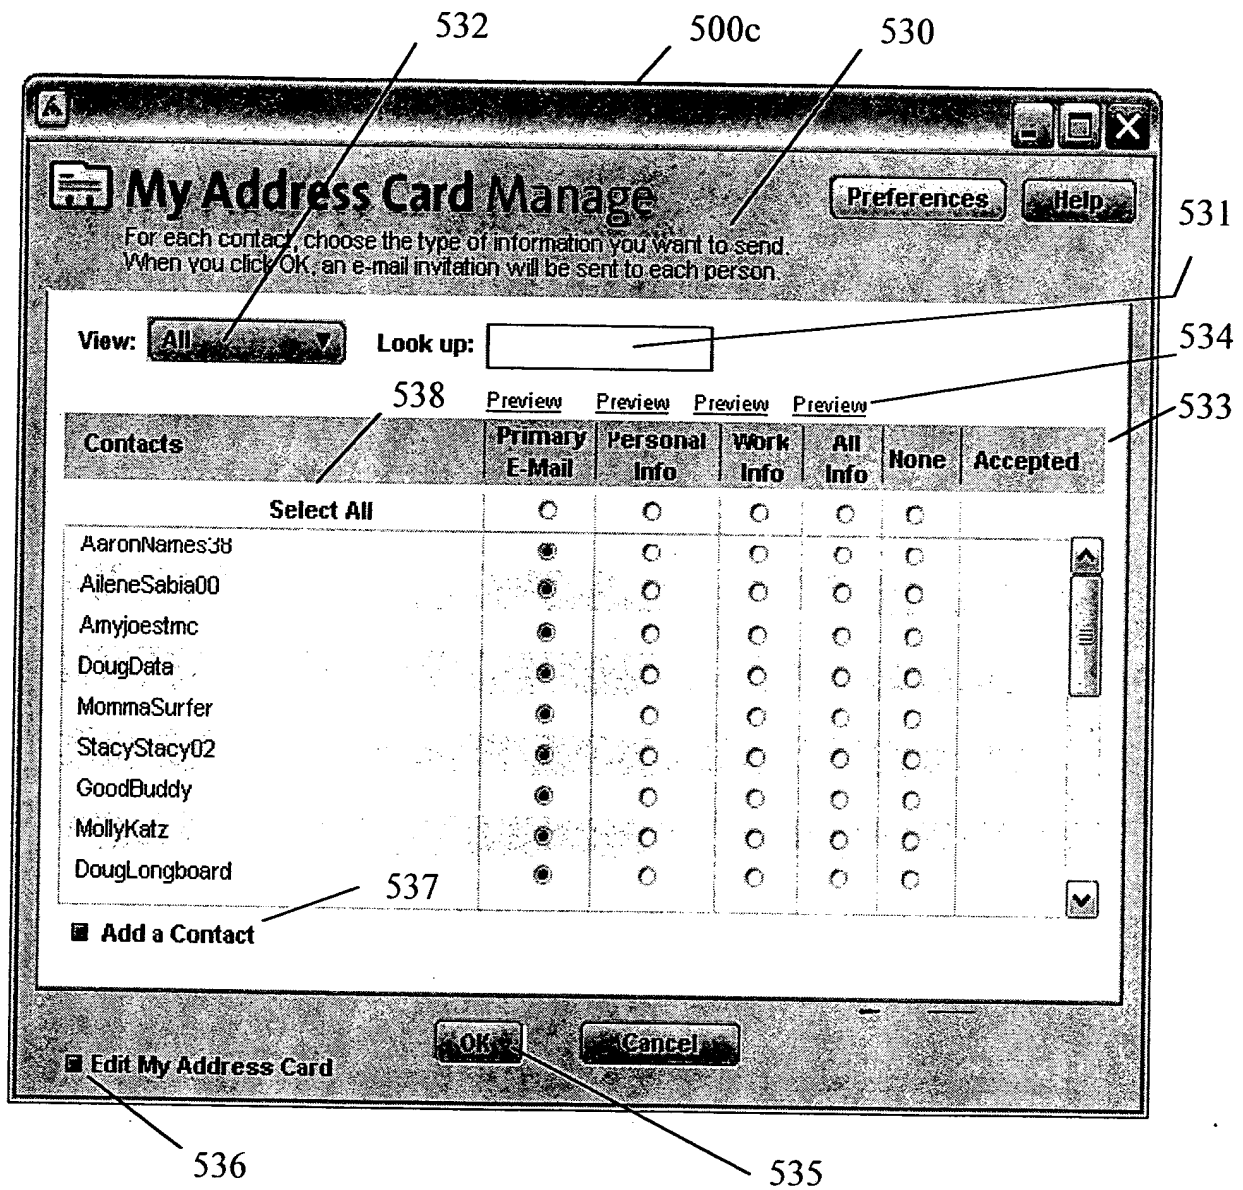 532 500c 530
My Address Card Manage
Preferences Help
531
For each contact, choose the type of information you want to send.
When you click OK, an e-mail invitation will be sent to each person.
View: All Look up:
534
538 Preview Preview Preview Preview
533
Contacts Primary E-Mail Personal Info Work Info All Info None Accepted
Select All
AaronNames38
AileneSabia00
Amyjoestmc
DougData
MommaSurfer
StacyStacy02
GoodBuddy
MollyKatz
DougLongboard
537
Add a Contact
OK Cancel
Edit My Address Card
536 535